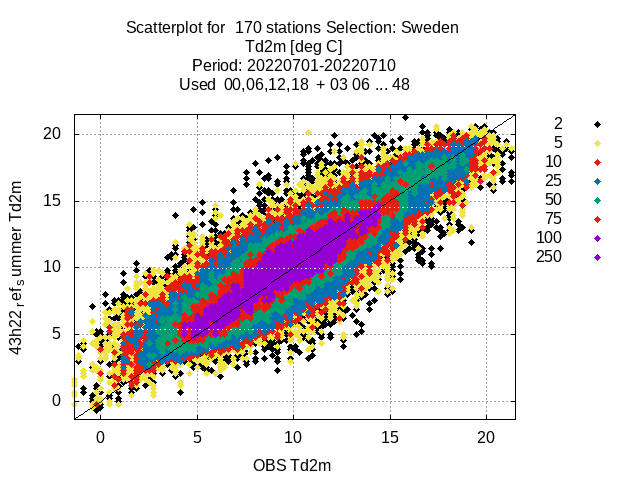 Scatterplot for 170 stations Selection: Sweden
Td2m [deg C]
Period: 20220701-20220710
Used 00,06,12,18 + 03 06 ... 48
43h22ᵣefₛummer Td2m
20
15
10
5
0
0 5 10 15 20
OBS Td2m
2
5
10
25
50
75
100
250